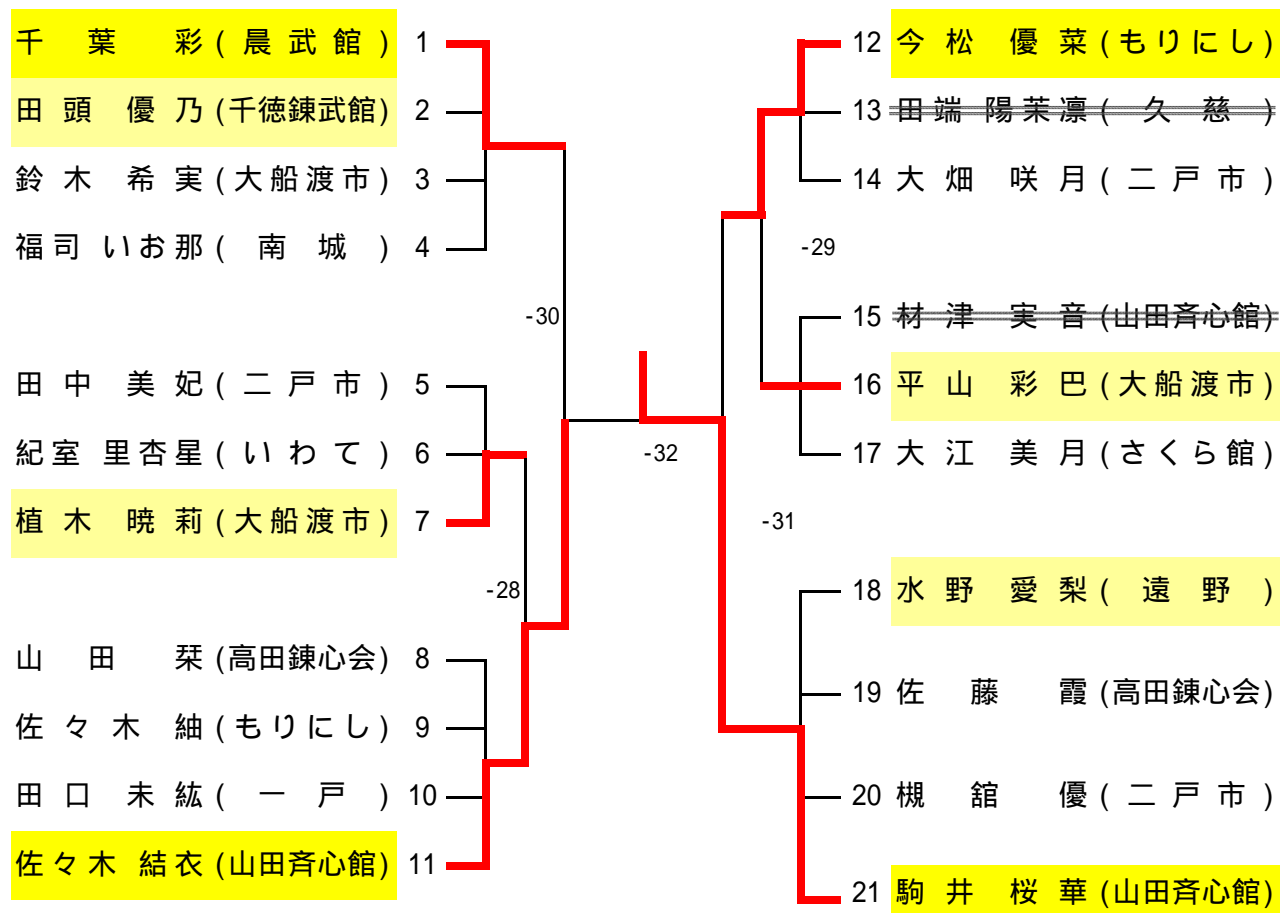 千葉 彩(晨武館) 1
田頭 優乃(千徳錬武館) 2
鈴木 希実(大船渡市) 3
福司 いお那(南城) 4
-30
田中 美妃(二戸市) 5
紀室 里杏星(いわて) 6
植木 暁莉(大船渡市) 7
-28
山田 栞(高田錬心会) 8
佐々木 紬(もりにし) 9
田口 未紘(一戸) 10
佐々木 結衣(山田斉心館) 11
-32
12 今松 優菜(もりにし)
13 田端 陽茉凛(久慈)
14 大畑 咲月(二戸市)
-29
15 材津 実音(山田斉心館)
16 平山 彩巴(大船渡市)
17 大江 美月(さくら館)
-31
18 水野 愛梨(遠野)
19 佐藤 霞(高田錬心会)
20 槻舘 優(二戸市)
21 駒井 桜華(山田斉心館)